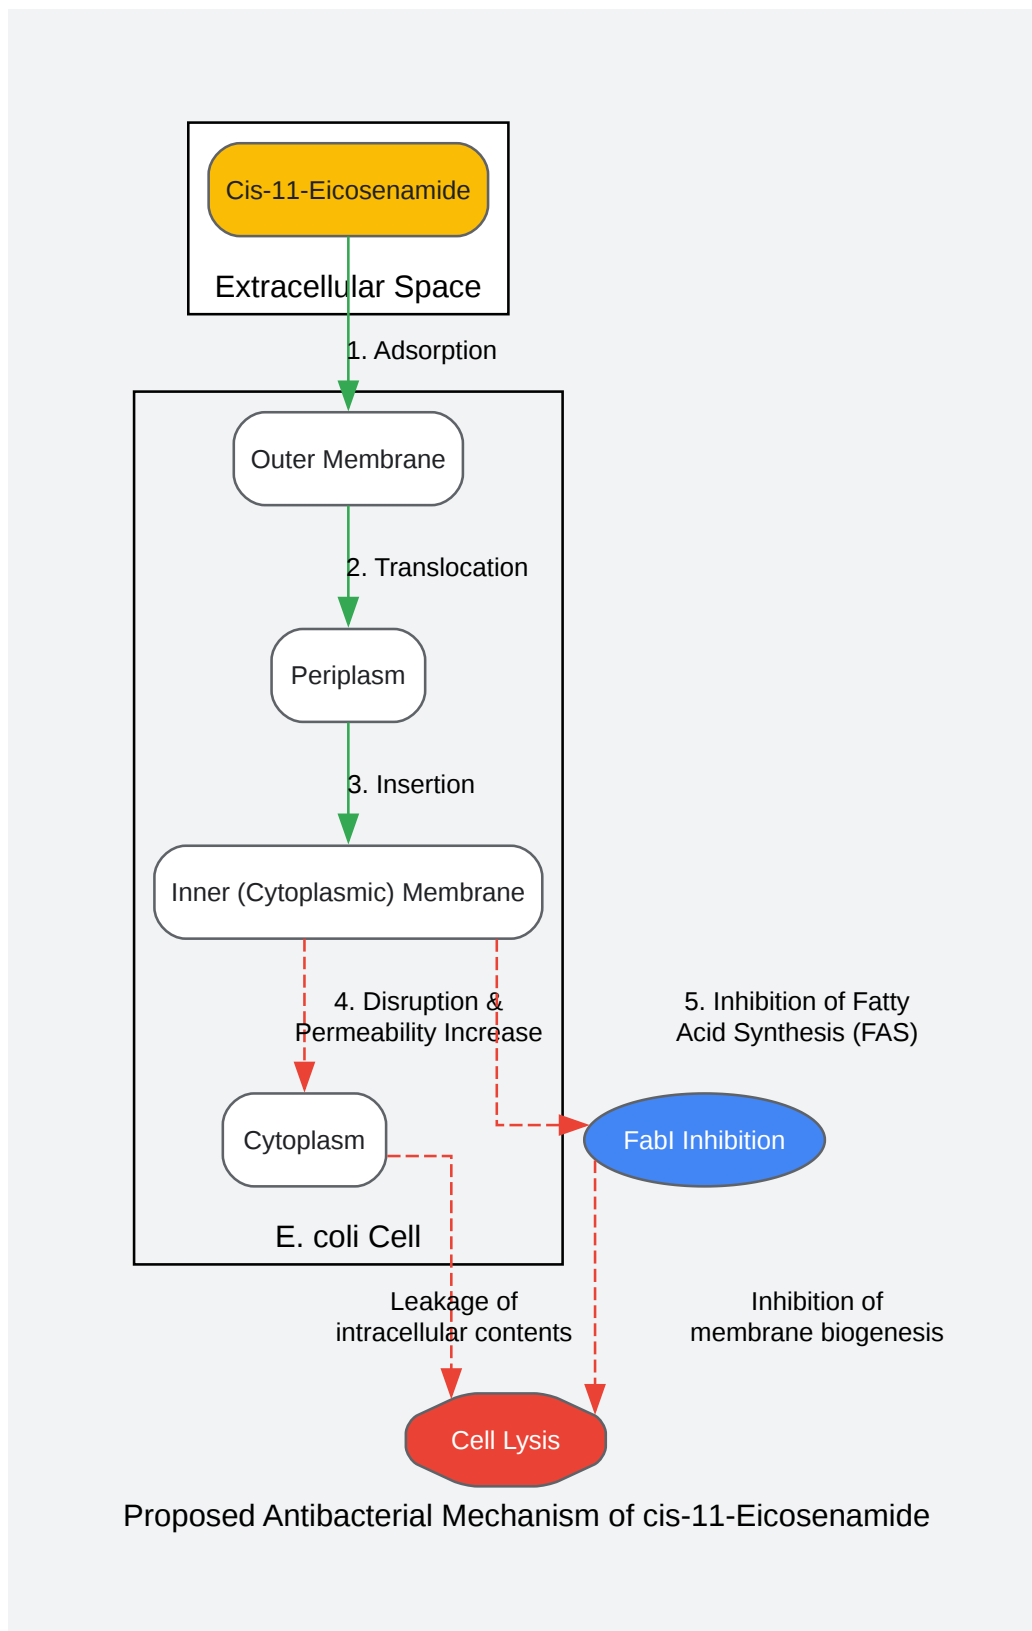 Cis-11-Eicosenamide
Extracellular Space
1. Adsorption
Outer Membrane
2. Translocation
Periplasm
3. Insertion
Inner (Cytoplasmic) Membrane
4. Disruption &
Permeability Increase
5. Inhibition of Fatty
Acid Synthesis (FAS)
Cytoplasm
FabI Inhibition
E. coli Cell
Leakage of
intracellular contents
Inhibition of
membrane biogenesis
Cell Lysis
Proposed Antibacterial Mechanism of cis-11-Eicosenamide